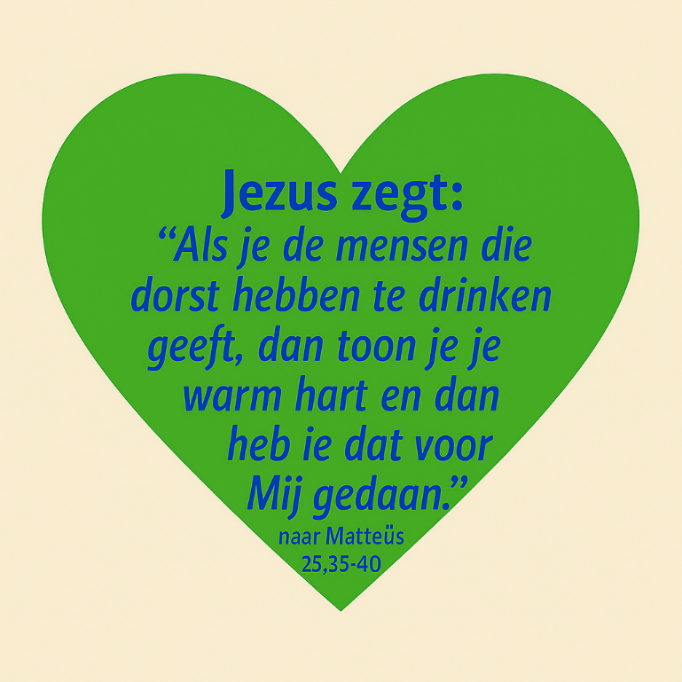 Jezus zegt:
“Als je de mensen die
dorst hebben te drinken
geeft, dan toon je je
warm hart en dan
heb ie dat voor
Mij gedaan.”
naar Matteüs
25,35-40